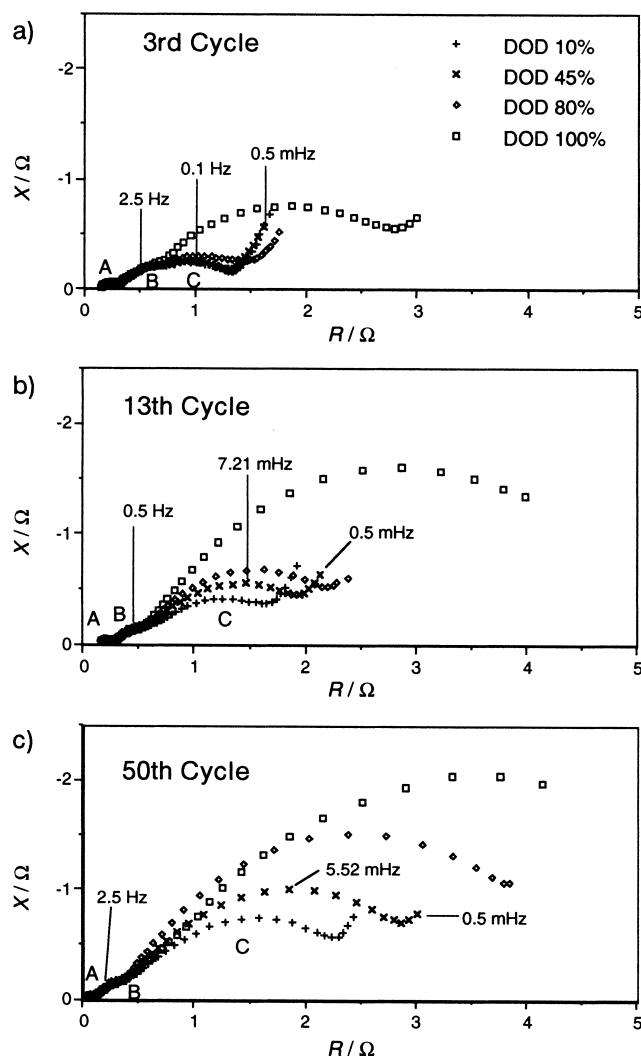 a)
3rd Cycle
DOD 10%
DOD 45%
DOD 80%
DOD 100%
-2
-1
0
X / Ω
2.5 Hz
0.1 Hz
0.5 mHz
A
B
C
0 1 2 3 4 5
R / Ω
b)
13th Cycle
-2
-1
0
X / Ω
7.21 mHz
0.5 Hz
0.5 mHz
A
B
C
0 1 2 3 4 5
R / Ω
c)
50th Cycle
-2
-1
0
X / Ω
5.52 mHz
2.5 Hz
0.5 mHz
A
B
C
0 1 2 3 4 5
R / Ω